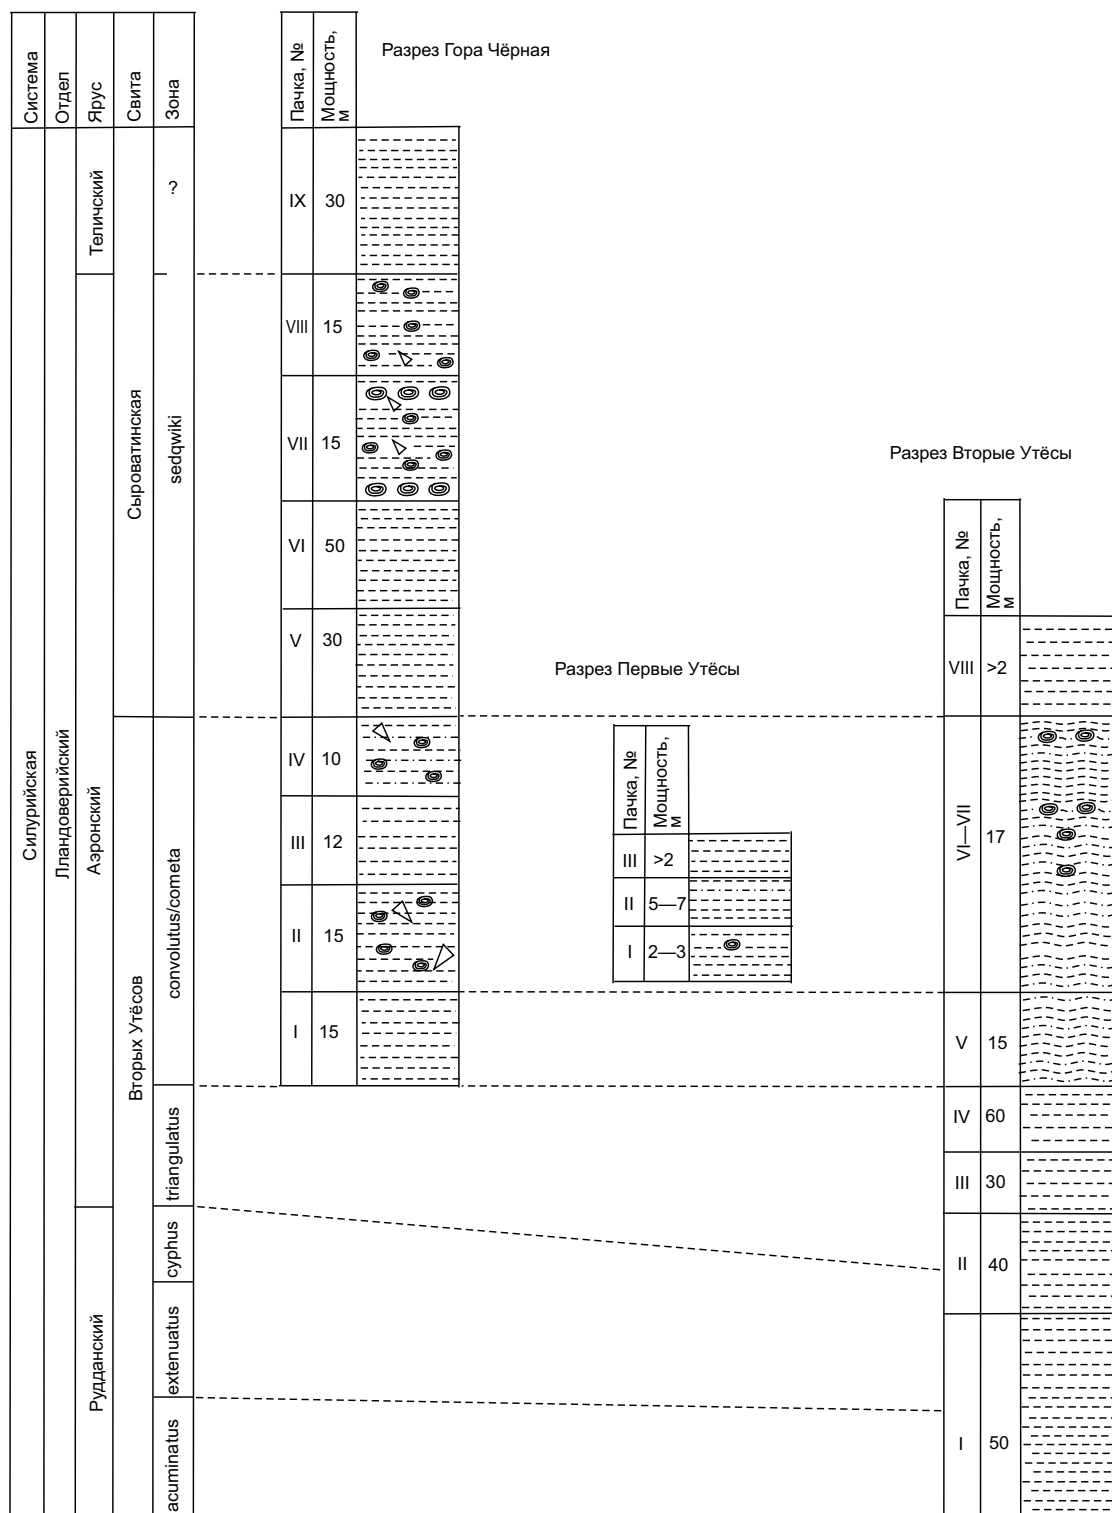 Система
Отдел
Ярус
Свита
Зона
Силурийская
Лландоверийский
Теличский
Аэронский
Рудданский
Сыроватинская
Вторых Утёсов
?
sedqwiki
convolutus/cometa
triangulatus
cyphus
extenuatus
acuminatus
Разрез Гора Чёрная
Пачка, №
Мощность,
м
IX 30
VIII 15
VII 15
VI 50
V 30
IV 10
III 12
II 15
I 15
Разрез Первые Утёсы
Пачка, №
Мощность,
м
III >2
II 5—7
I 2—3
Разрез Вторые Утёсы
Пачка, №
Мощность,
м
VIII >2
VI—VII 17
V 15
IV 60
III 30
II 40
I 50